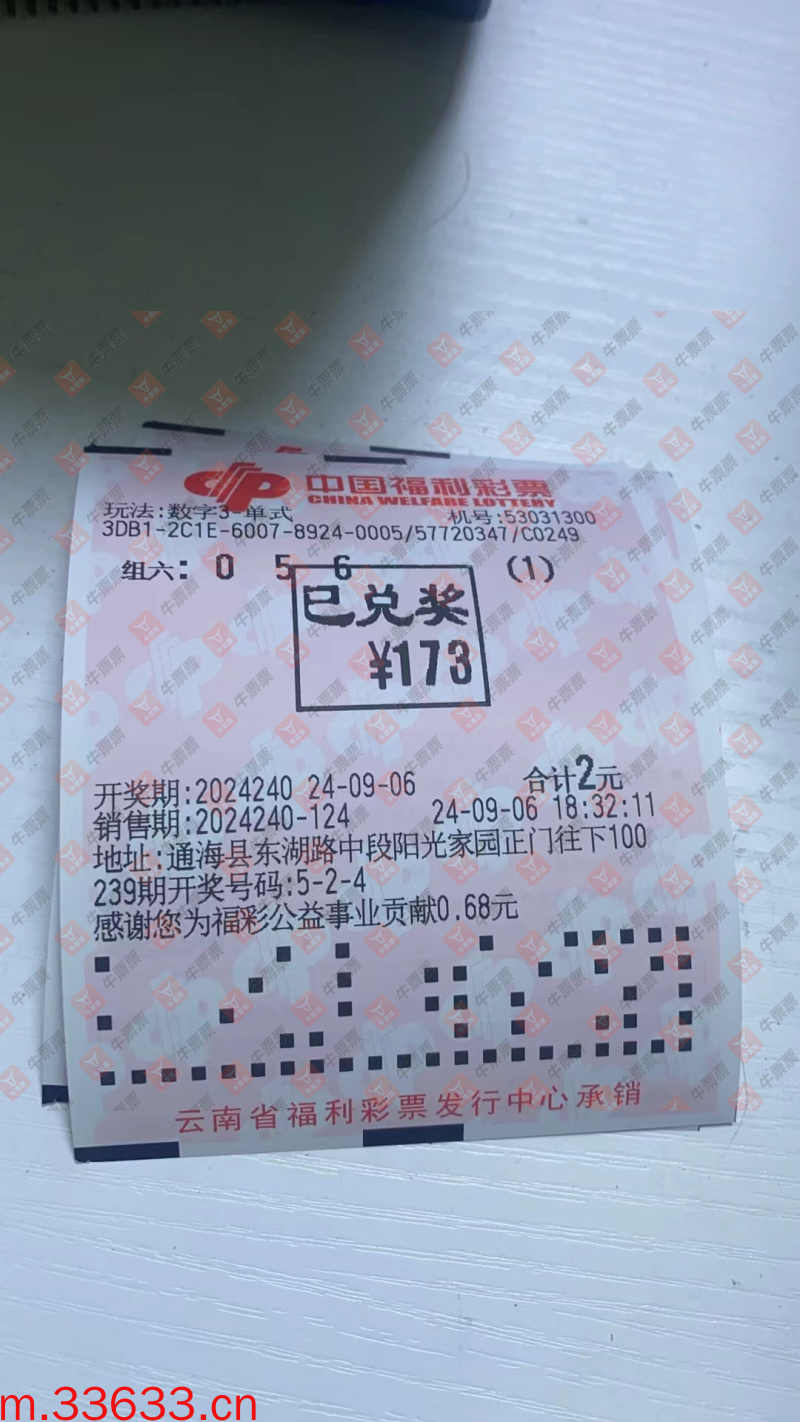 中国福利彩票
CHINA WELFARE LOTTERY
玩法:数字3-单式 机号:53031300
3DB1-2C1E-6007-8924-0005/57720347/C0249
组六: 0 5 6 (1)
已兑奖
¥173
开奖期:2024240 24-09-06 合计2元
销售期:2024240-124 24-09-06 18:32:11
地址:通海县东湖路中段阳光家园正门往下100
239期开奖号码:5-2-4
感谢您为福彩公益事业贡献0.68元
云南省福利彩票发行中心承销
牛票票
m.33633.cn